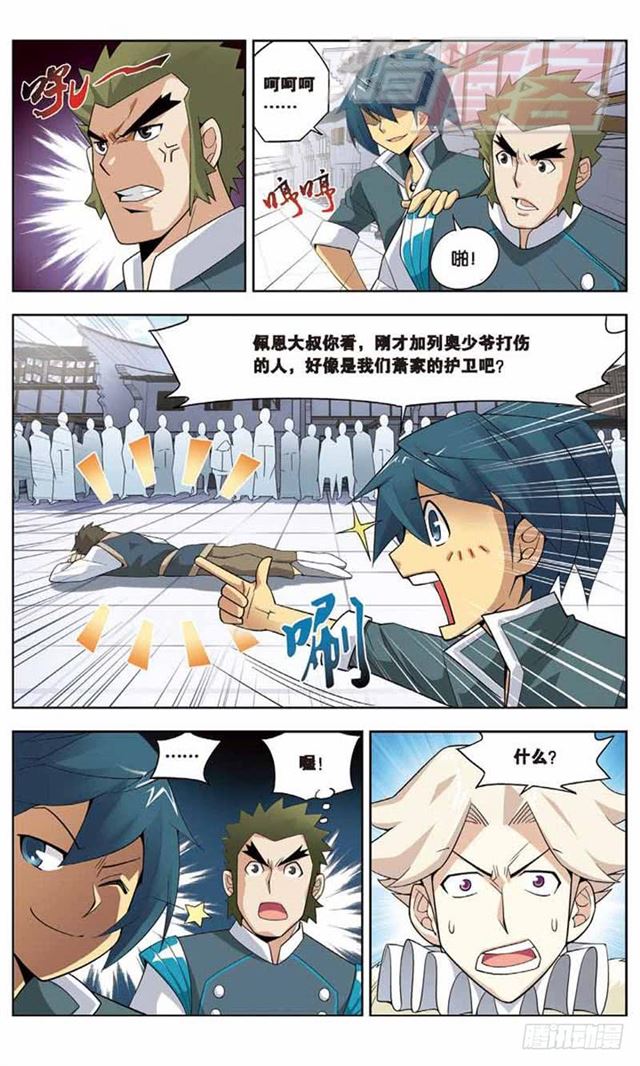 吼一
呵呵呵
……
哼哼
啪！
佩恩大叔你看，刚才加列奥少爷打伤
的人，好像是我们萧家的护卫吧？
唰
……
喔！
什么？
腾讯动漫